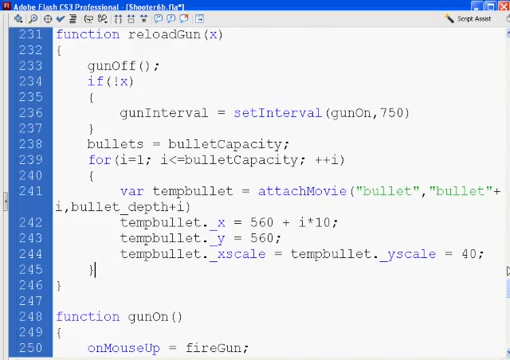 Adobe Flash CS3 Professional - [Shooter6b.fla*]
Script Assist
231 function reloadGun(x)
232 {
233 gunOff();
234 if(!x)
235 {
236 gunInterval = setInterval(gunOn,750)
237 }
238 bullets = bulletCapacity;
239 for(i=1; i<=bulletCapacity; ++i)
240 {
241 var tempbullet = attachMovie("bullet","bullet"+
i,bullet_depth+i)
242 tempbullet._x = 560 + i*10;
243 tempbullet._y = 560;
244 tempbullet._xscale = tempbullet._yscale = 40;
245 }
246 }
247
248 function gunOn()
249 {
250 onMouseUp = fireGun;